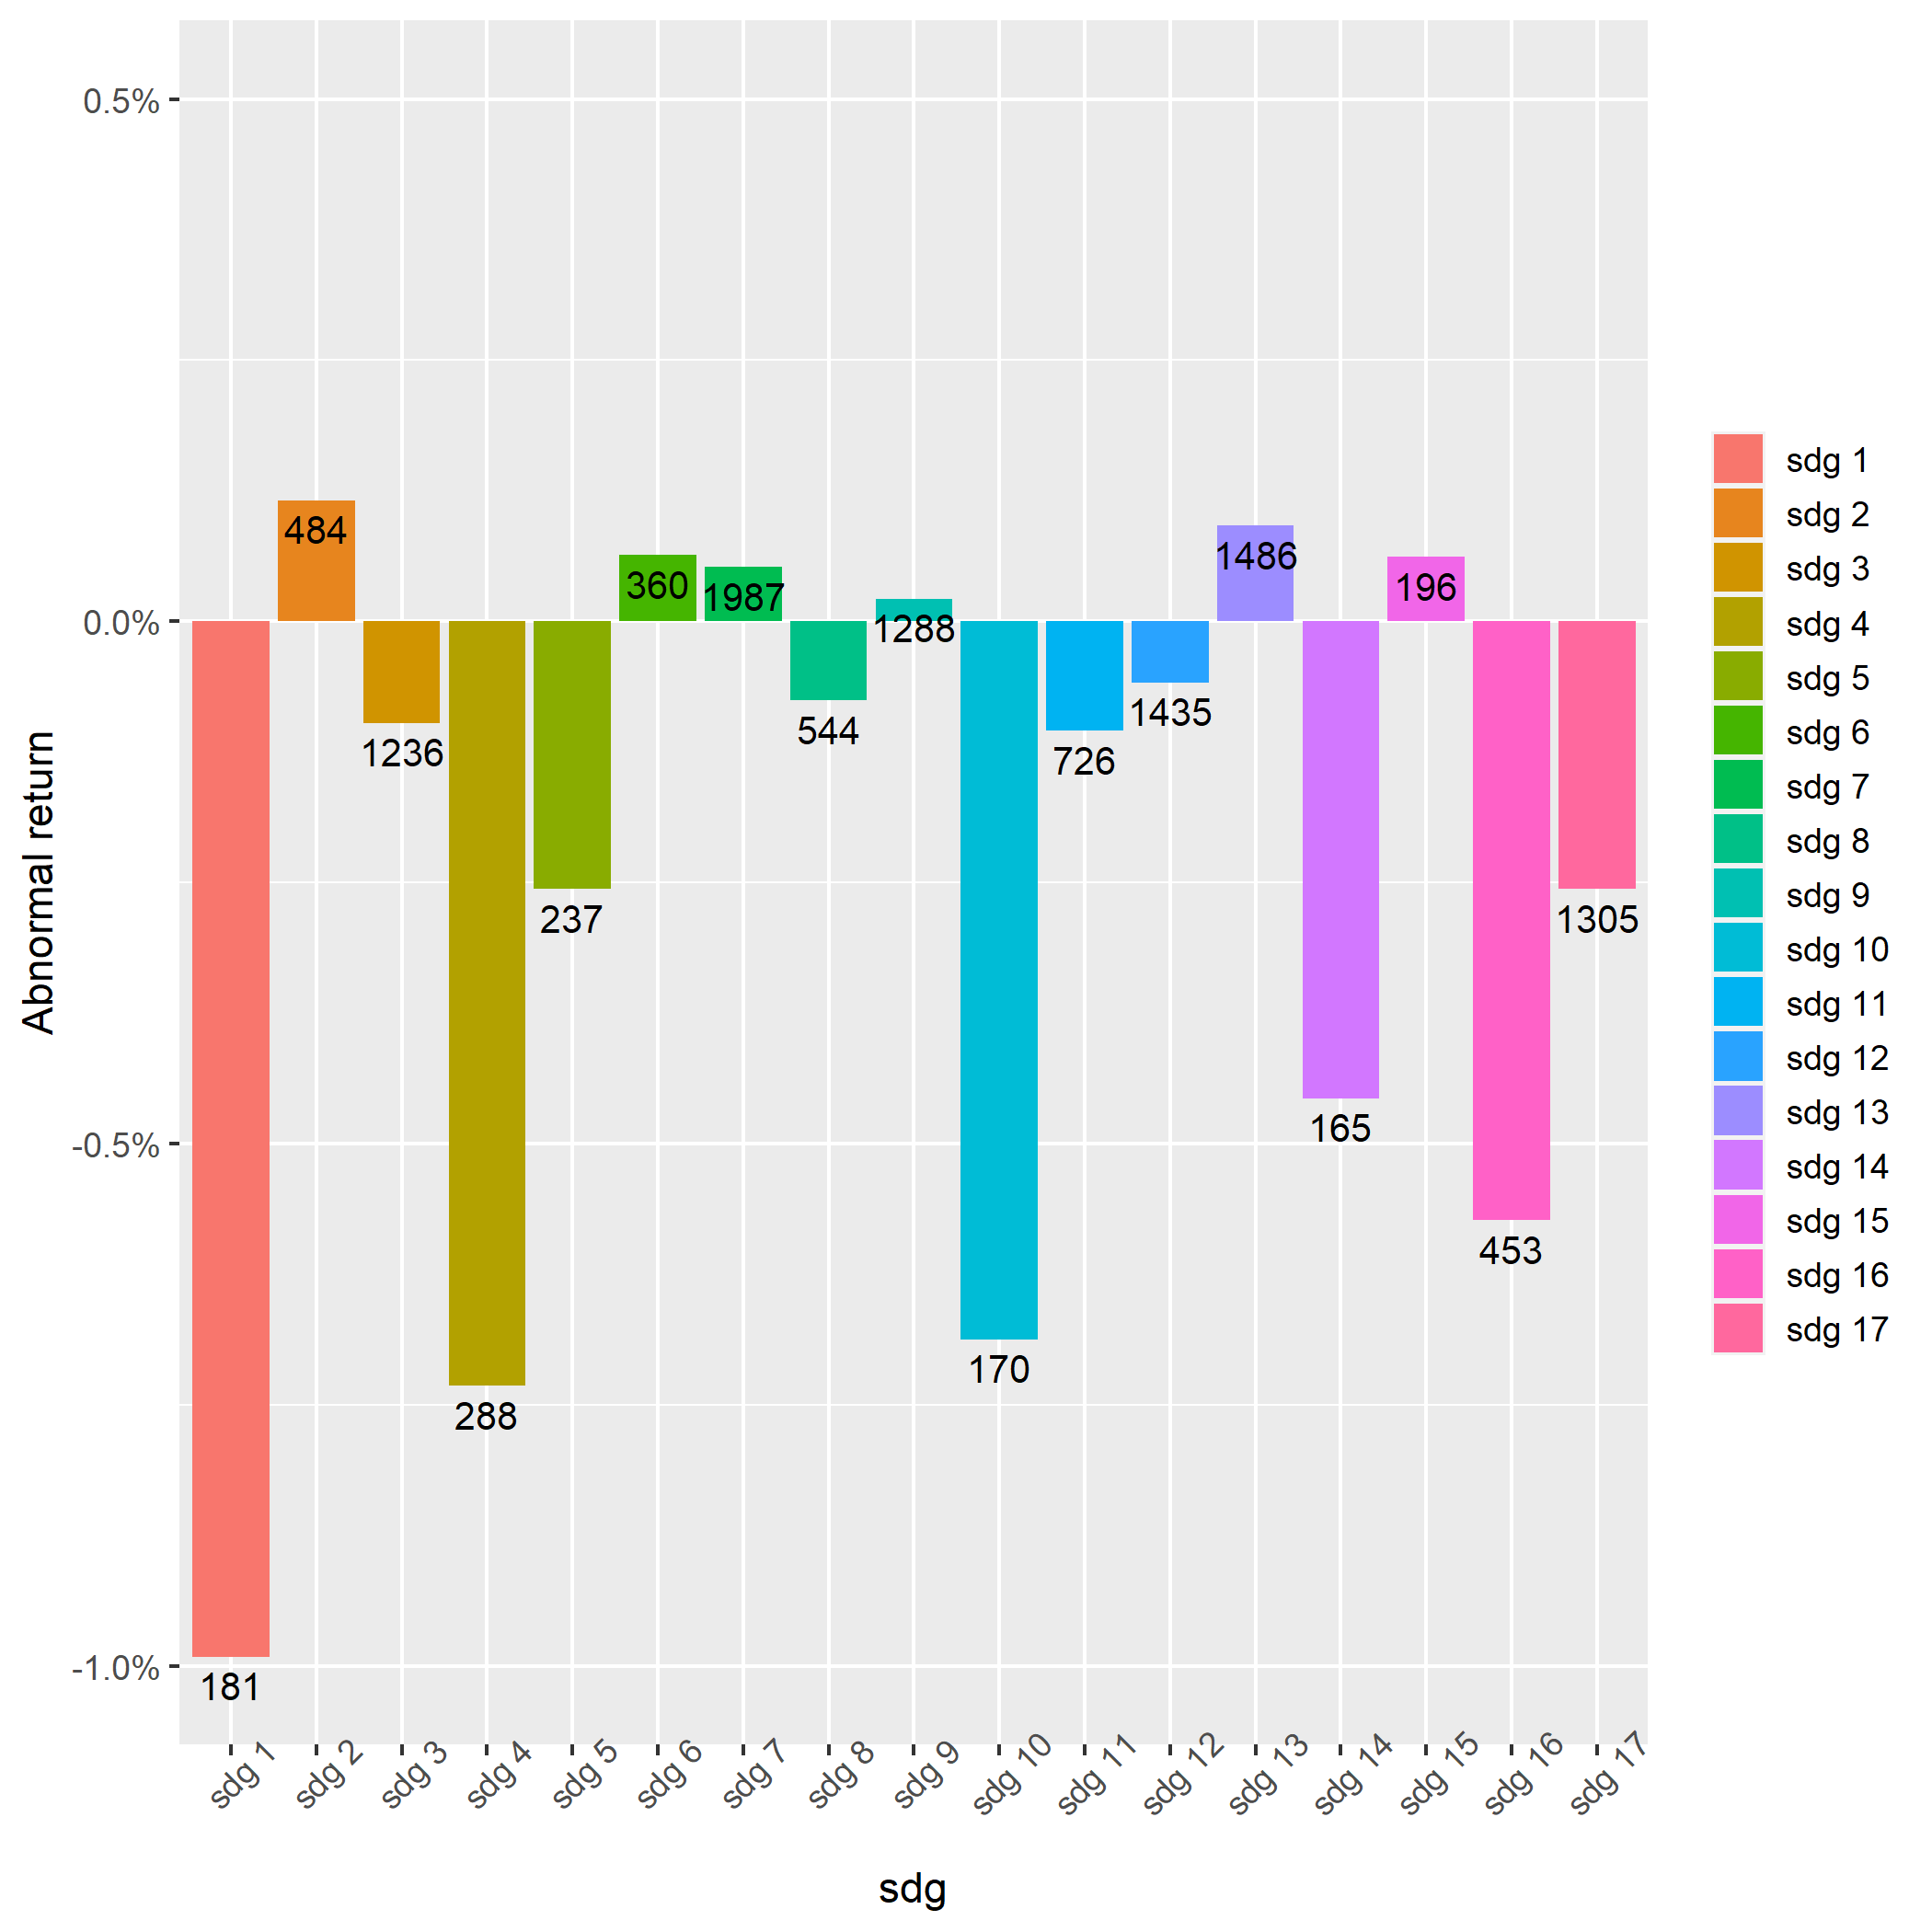 0.5%
0.0%
-0.5%
-1.0%
Abnormal return
484
1236
237
288
181
360
1987
544
1288
170
726
1435
1486
165
196
453
1305
sdg 1
sdg 2
sdg 3
sdg 4
sdg 5
sdg 6
sdg 7
sdg 8
sdg 9
sdg 10
sdg 11
sdg 12
sdg 13
sdg 14
sdg 15
sdg 16
sdg 17
sdg
sdg 1
sdg 2
sdg 3
sdg 4
sdg 5
sdg 6
sdg 7
sdg 8
sdg 9
sdg 10
sdg 11
sdg 12
sdg 13
sdg 14
sdg 15
sdg 16
sdg 17